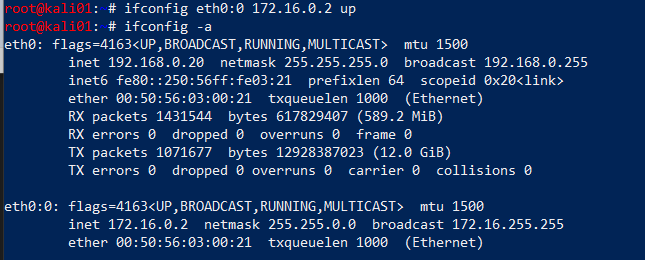 root@kali01: # ifconfig eth0:0 172.16.0.2 up
root@kali01: # ifconfig -a
eth0: flags=4163<UP,BROADCAST,RUNNING,MULTICAST>  mtu 1500
        inet 192.168.0.20  netmask 255.255.255.0  broadcast 192.168.0.255
        inet6 fe80::250:56ff:fe03:21  prefixlen 64  scopeid 0x20<link>
        ether 00:50:56:03:00:21  txqueuelen 1000  (Ethernet)
        RX packets 1431544  bytes 617829407 (589.2 MiB)
        RX errors 0  dropped 0  overruns 0  frame 0
        TX packets 1071677  bytes 12928387023 (12.0 GiB)
        TX errors 0  dropped 0 overruns 0  carrier 0  collisions 0

eth0:0: flags=4163<UP,BROADCAST,RUNNING,MULTICAST>  mtu 1500
        inet 172.16.0.2  netmask 255.255.0.0  broadcast 172.16.255.255
        ether 00:50:56:03:00:21  txqueuelen 1000  (Ethernet)